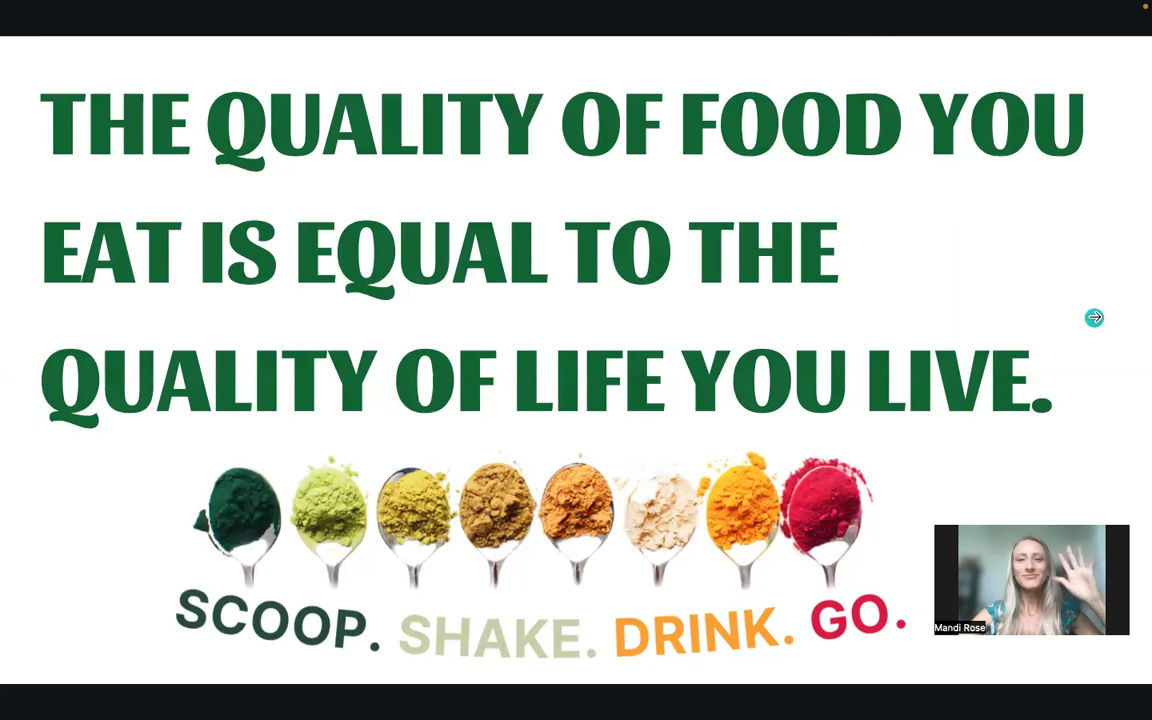 THE QUALITY OF FOOD YOU
EAT IS EQUAL TO THE
QUALITY OF LIFE YOU LIVE.
SCOOP. SHAKE. DRINK. GO.
Mandi Rose